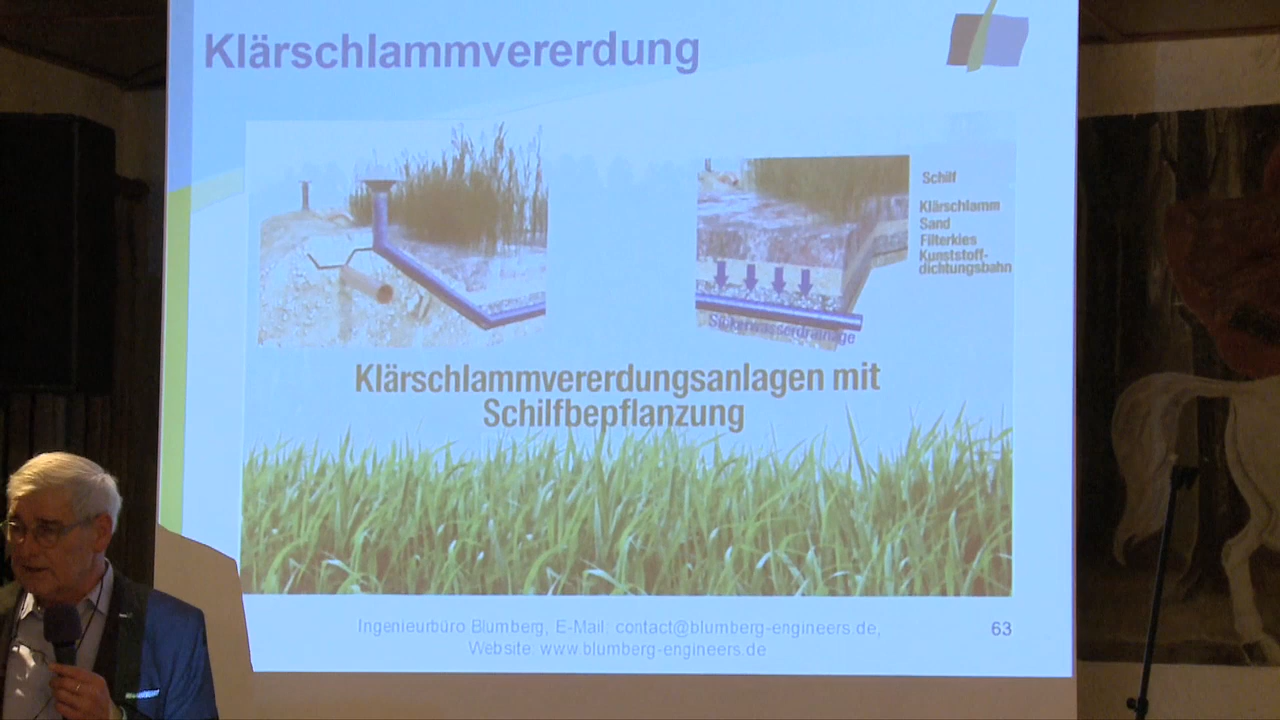 Klärschlammvererdung
Schilf
Klärschlamm
Sand
Filterkies
Kunststoff-
dichtungsbahn
Sickerwasserdrainage
Klärschlammvererdungsanlagen mit
Schilfbepflanzung
Ingenieurbüro Blumberg, E-Mail: contact@blumberg-engineers.de,
Website: www.blumberg-engineers.de
63